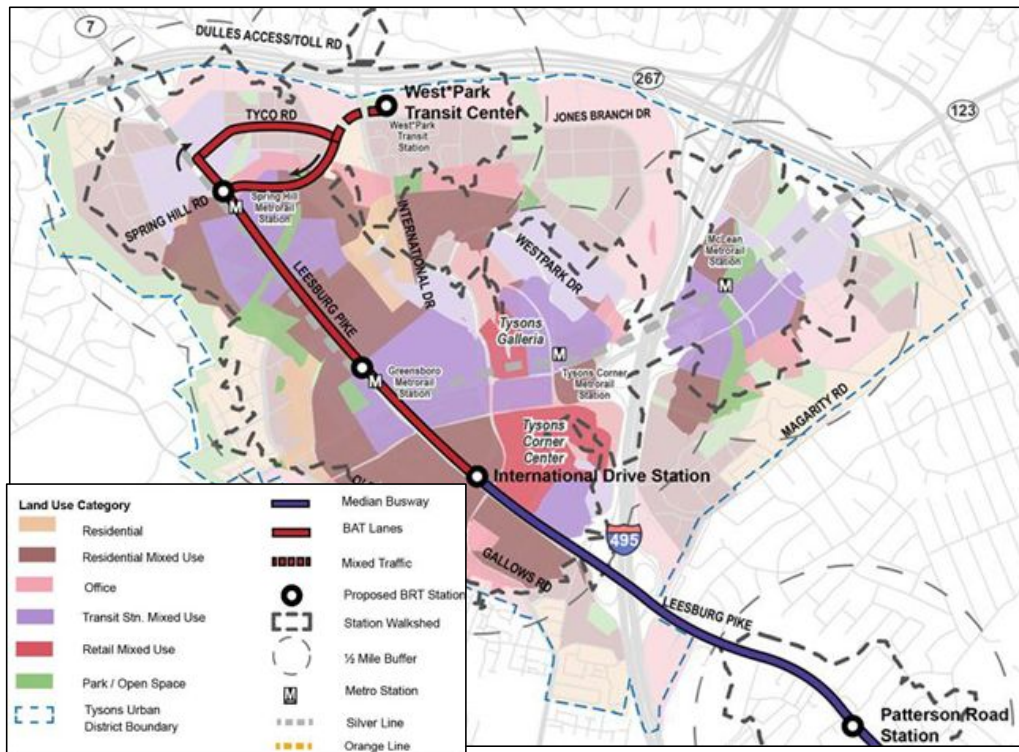 7
DULLES ACCESS/TOLL RD
267
123
West*Park
Transit Center
West*Park
Transit
Station
TYCO RD
JONES BRANCH DR
SPRING HILL RD
M
Spring Hill
Metrorail
Station
INTERNATIONAL DR
WESTPARK DR
McLean
Metrorail
Station
M
LEESBURG PIKE
Tysons
Galleria
M
Greensboro
Metrorail
Station
M
Tysons Corner
Metrorail
Station
MAGARITY RD
Tysons
Corner
Center
International Drive Station
495
GALLOWS RD
LEESBURG PIKE
Patterson Road
Station
Land Use Category
Residential
Residential Mixed Use
Office
Transit Stn. Mixed Use
Retail Mixed Use
Park / Open Space
Tysons Urban
District Boundary
Median Busway
BAT Lanes
Mixed Traffic
Proposed BRT Station
Station Walkshed
½ Mile Buffer
M
Metro Station
Silver Line
Orange Line